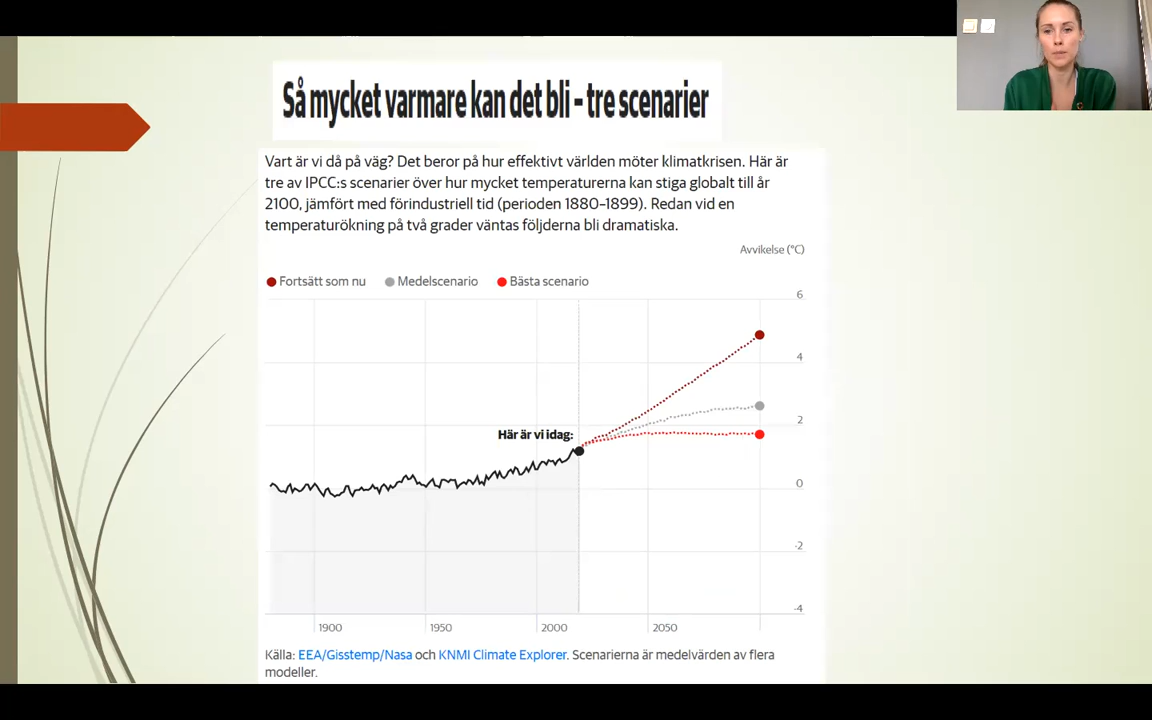 Så mycket varmare kan det bli – tre scenarier
Vart är vi då på väg? Det beror på hur effektivt världen möter klimatkrisen. Här är
tre av IPCC:s scenarier över hur mycket temperaturerna kan stiga globalt till år
2100, jämfört med förindustriell tid (perioden 1880–1899). Redan vid en
temperaturökning på två grader väntas följderna bli dramatiska.
Avvikelse (°C)
Fortsätt som nu Medelscenario Bästa scenario
6
4
2
Här är vi idag:
0
-2
-4
1900 1950 2000 2050
Källa: EEA/Gisstemp/Nasa och KNMI Climate Explorer. Scenarierna är medelvärden av flera
modeller.